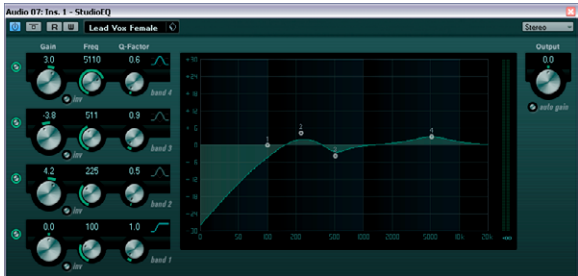 Audio 07: Ins. 1 - StudioEQ
R W Lead Vox Female Stereo
Gain Freq Q-Factor Output
3.0 5110 0.6 0.0
inv band 4 auto gain
-3.8 511 0.9
inv band 3
4.2 225 0.5
inv band 2
0.0 100 1.0
inv band 1
1
2
3
4
0
0 50 100 200 500 1000 2000 5000 10k 20k